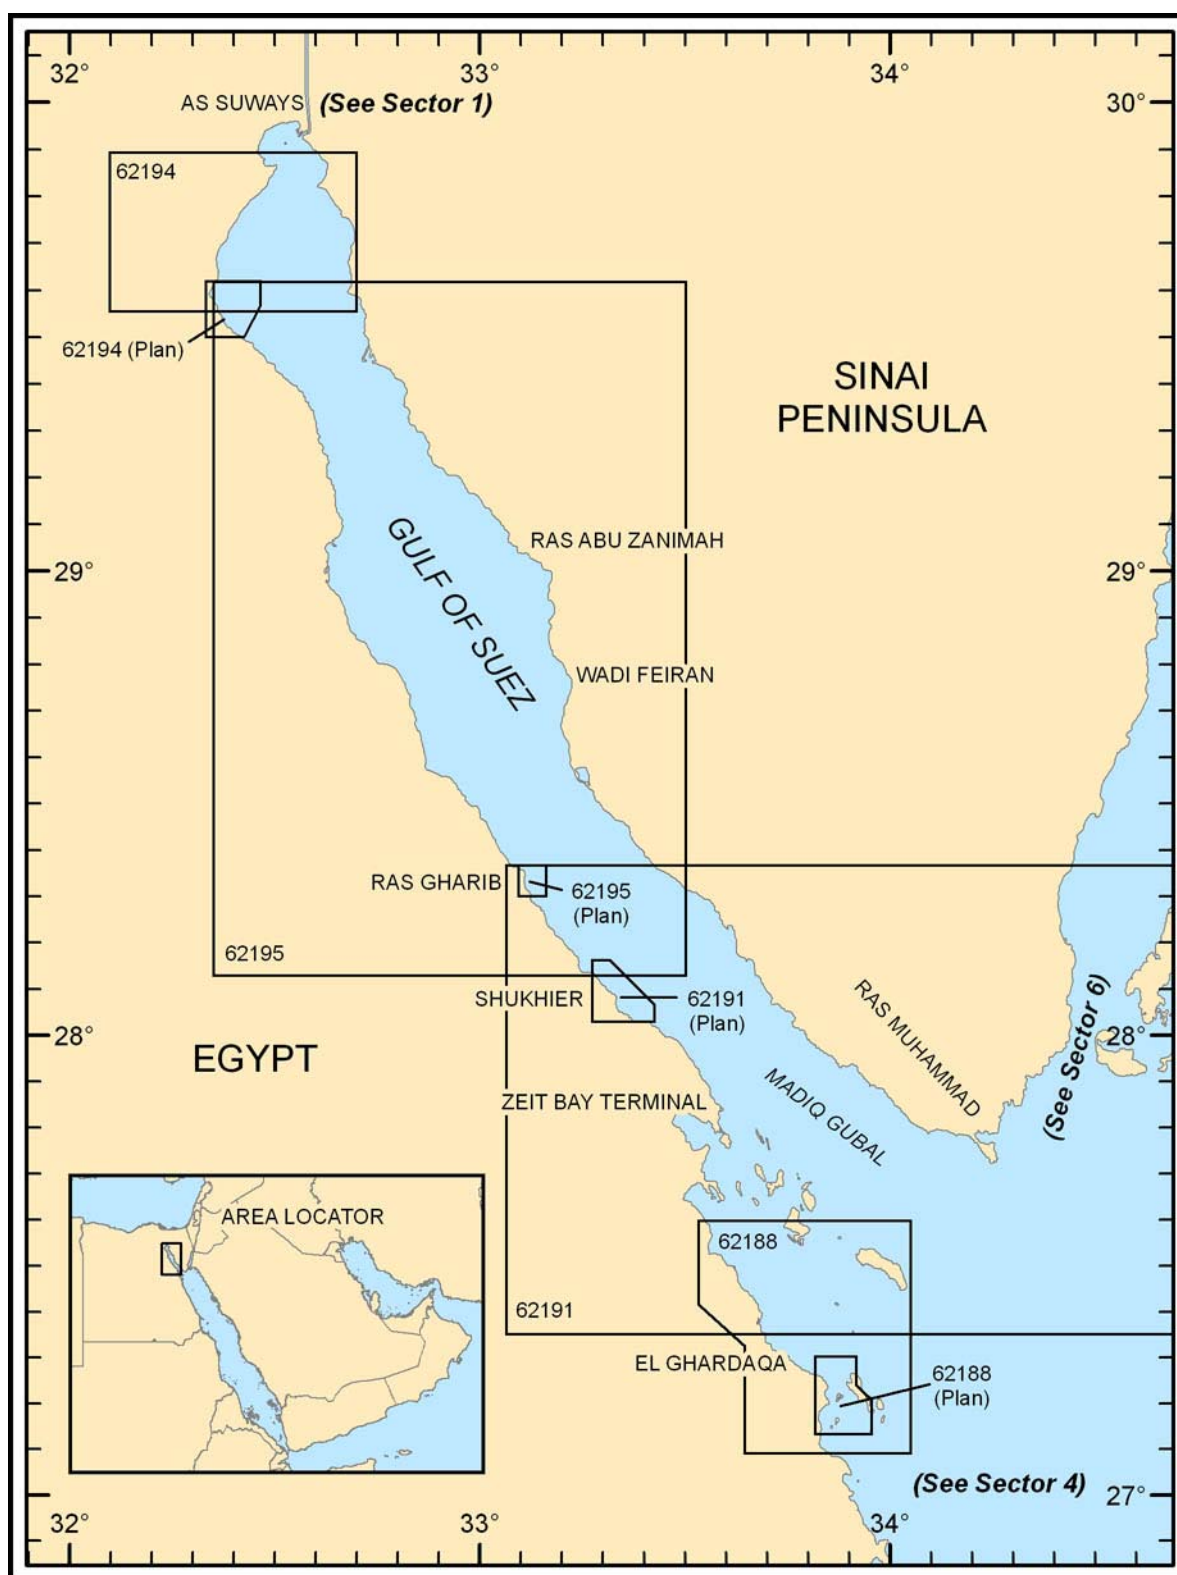 32°
33°
34°
AS SUWAYS
(See Sector 1)
30°
62194
62194 (Plan)
SINAI
PENINSULA
GULF OF SUEZ
RAS ABU ZANIMAH
29°
29°
WADI FEIRAN
RAS GHARIB
62195
(Plan)
62195
SHUKHIER
62191
(Plan)
RAS MUHAMMAD
(See Sector 6)
28°
28°
EGYPT
ZEIT BAY TERMINAL
MADIQ GUBAL
AREA LOCATOR
62188
62191
EL GHARDAQA
62188
(Plan)
(See Sector 4)
27°
32°
33°
34°